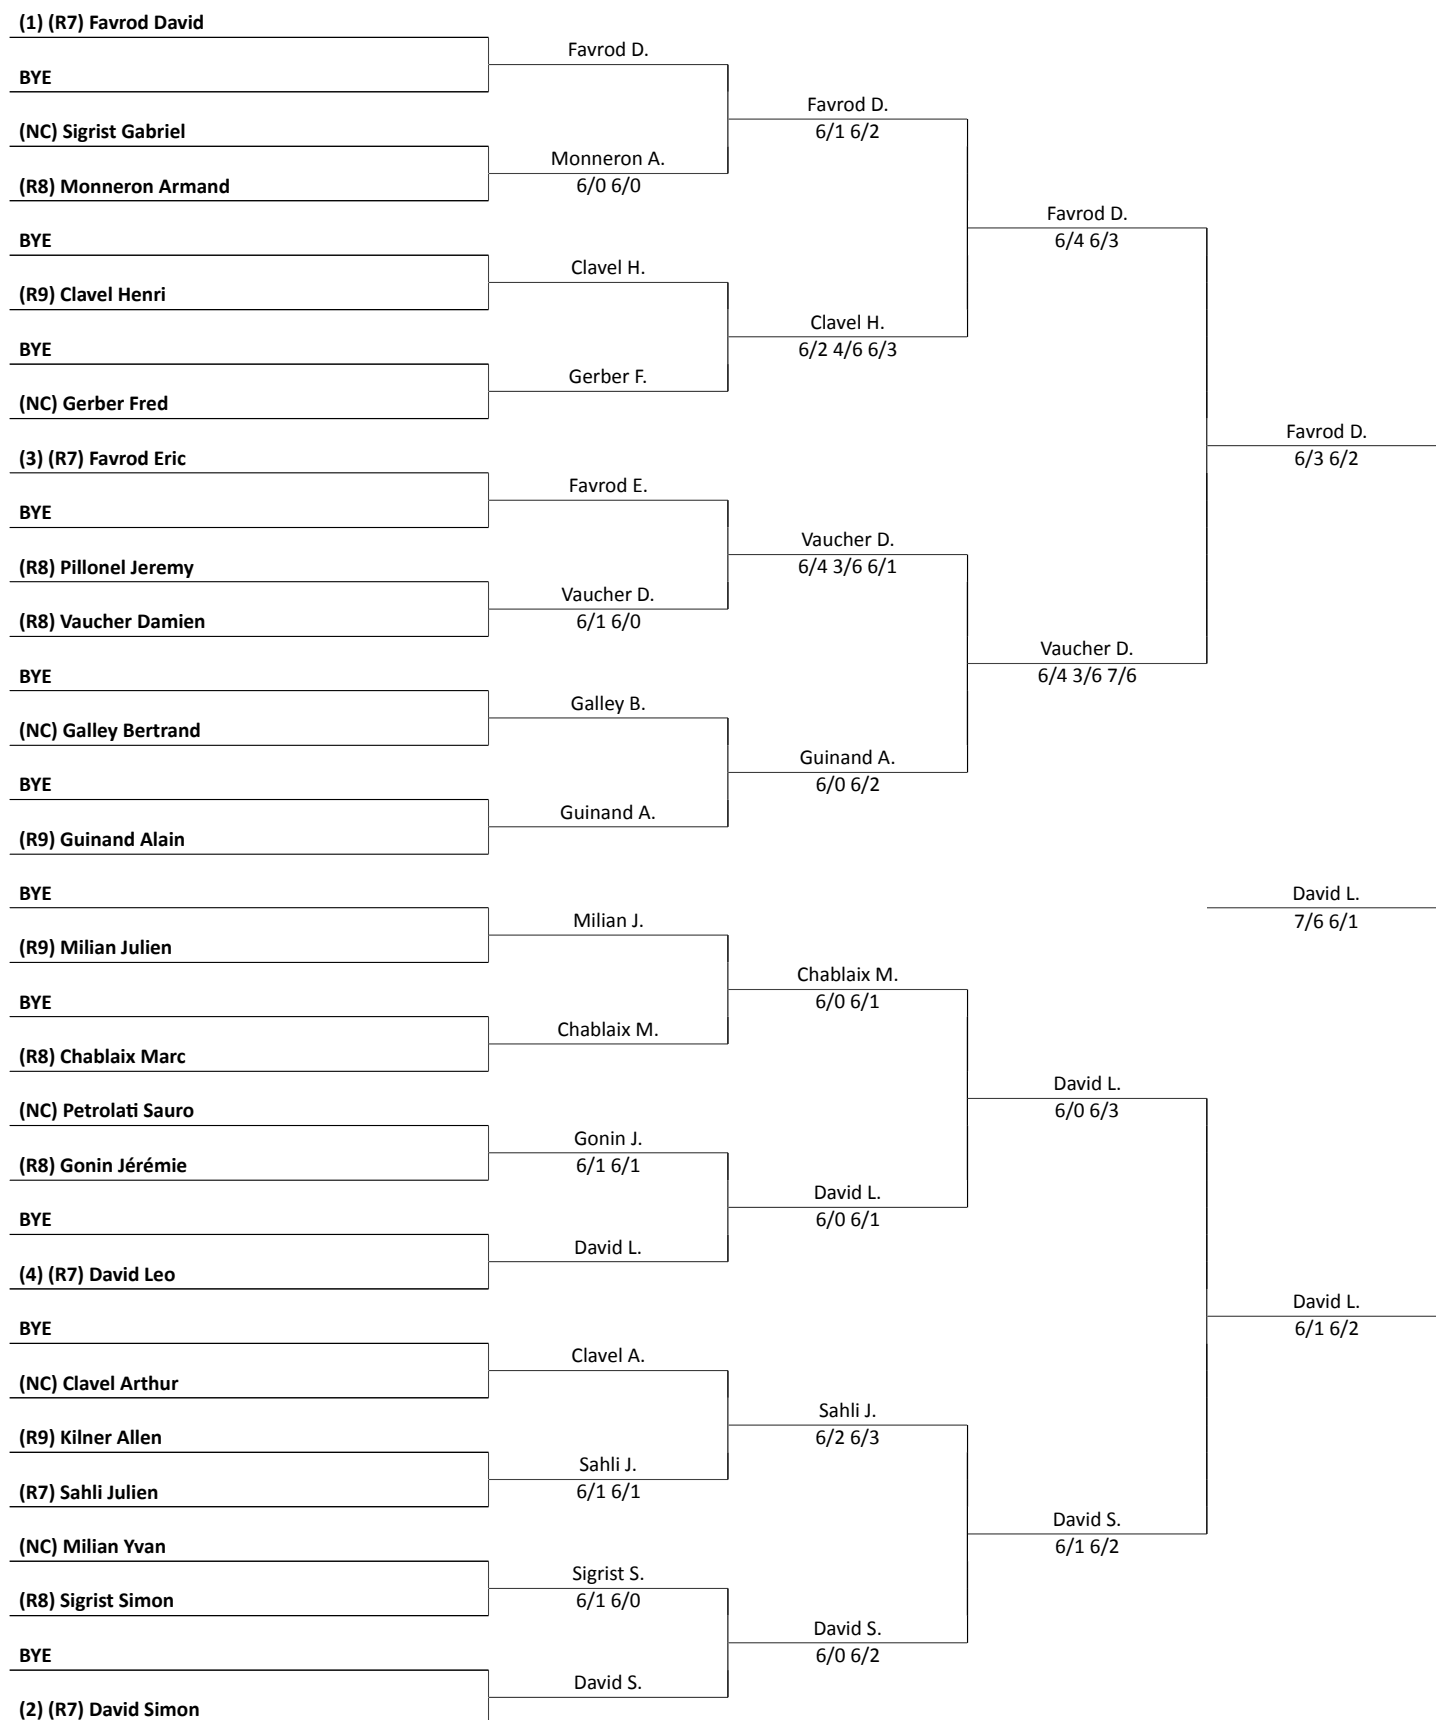 (1) (R7) Favrod David
BYE
(NC) Sigrist Gabriel
(R8) Monneron Armand
BYE
(R9) Clavel Henri
BYE
(NC) Gerber Fred
(3) (R7) Favrod Eric
BYE
(R8) Pillonel Jeremy
(R8) Vaucher Damien
BYE
(NC) Galley Bertrand
BYE
(R9) Guinand Alain
BYE
(R9) Milian Julien
BYE
(R8) Chablaix Marc
(NC) Petrolati Sauro
(R8) Gonin Jérémie
BYE
(4) (R7) David Leo
BYE
(NC) Clavel Arthur
(R9) Kilner Allen
(R7) Sahli Julien
(NC) Milian Yvan
(R8) Sigrist Simon
BYE
(2) (R7) David Simon
Favrod D.
Monneron A.
6/0 6/0
Clavel H.
Gerber F.
Favrod E.
Vaucher D.
6/1 6/0
Galley B.
Guinand A.
Milian J.
Chablaix M.
Gonin J.
6/1 6/1
David L.
Clavel A.
Sahli J.
6/1 6/1
Sigrist S.
6/1 6/0
David S.
Favrod D.
6/1 6/2
Clavel H.
6/2 4/6 6/3
Vaucher D.
6/4 3/6 6/1
Guinand A.
6/0 6/2
Chablaix M.
6/0 6/1
David L.
6/0 6/1
Sahli J.
6/2 6/3
David S.
6/0 6/2
Favrod D.
6/4 6/3
Vaucher D.
6/4 3/6 7/6
David L.
6/0 6/3
David S.
6/1 6/2
Favrod D.
6/3 6/2
David L.
7/6 6/1
David L.
6/1 6/2